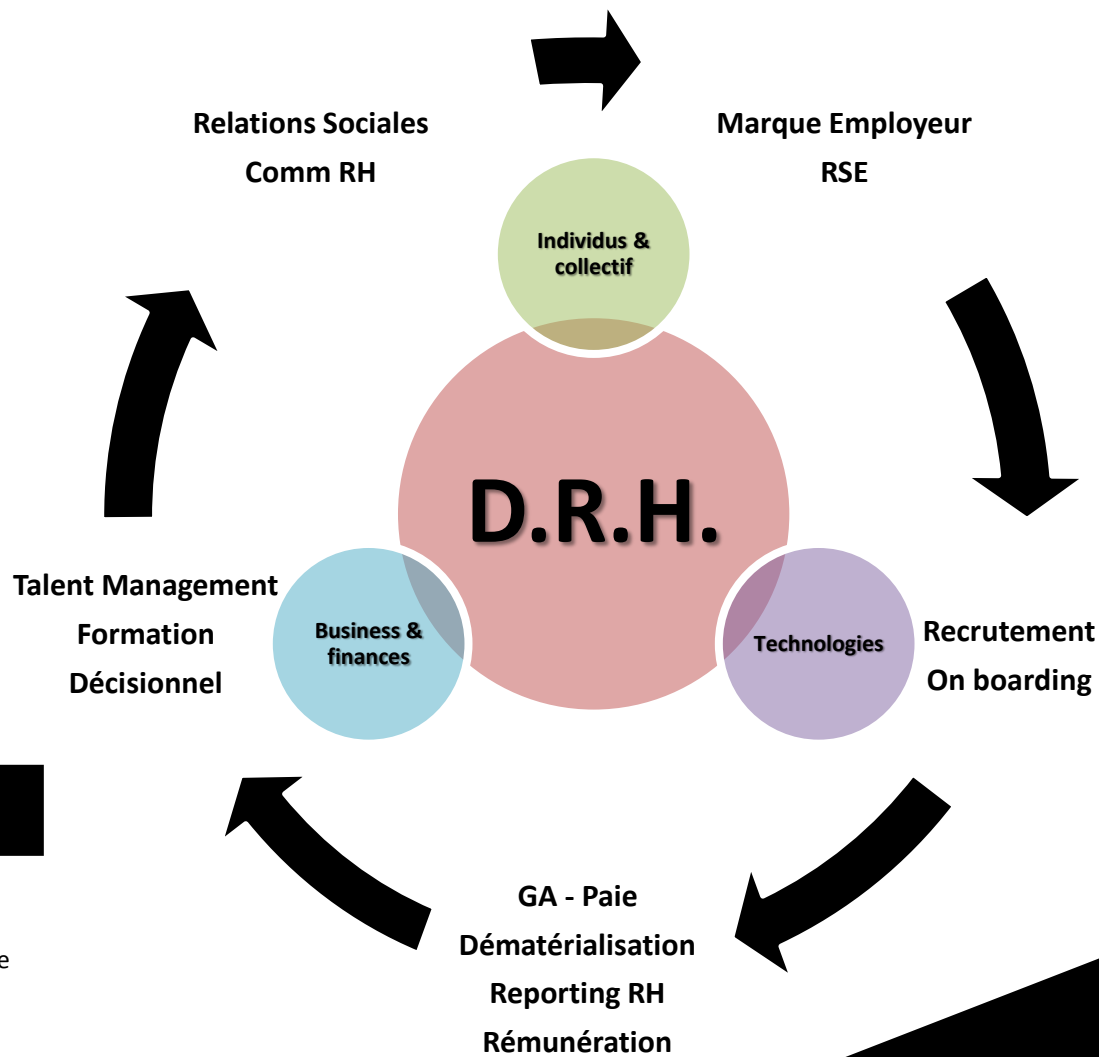 Relations Sociales
Comm RH
Marque Employeur
RSE
Individus &
collectif
D.R.H.
Talent Management
Formation
Décisionnel
Business &
finances
Technologies
Recrutement
On boarding
GA - Paie
Dématérialisation
Reporting RH
Rémunération
e